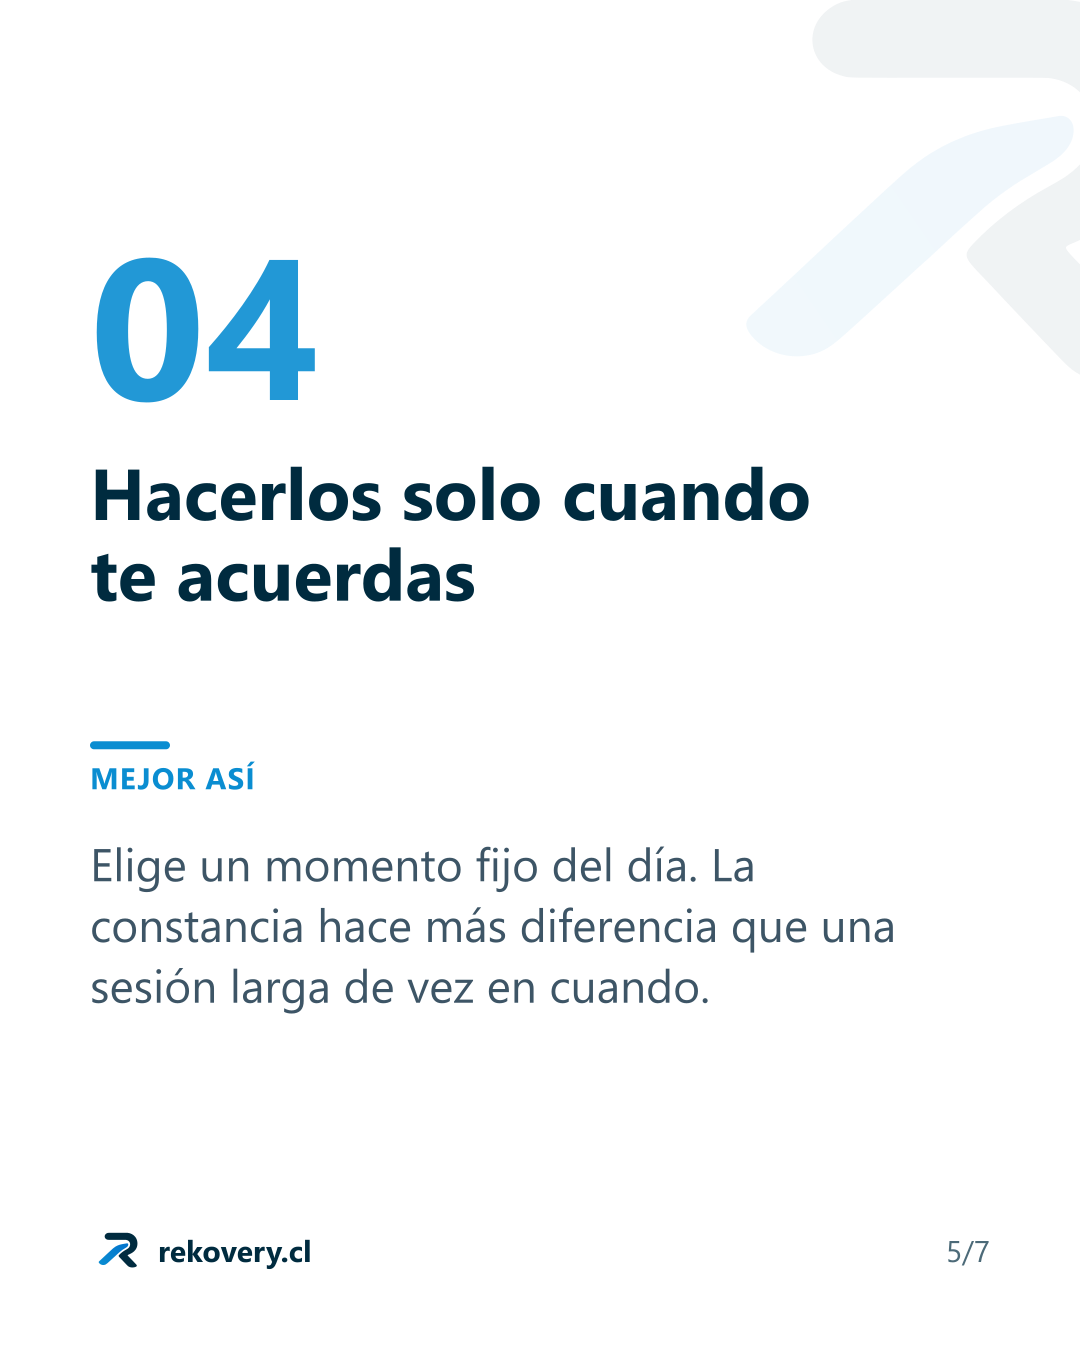 04
Hacerlos solo cuando
te acuerdas
MEJOR ASÍ
Elige un momento fijo del día. La
constancia hace más diferencia que una
sesión larga de vez en cuando.
rekovery.cl
5/7